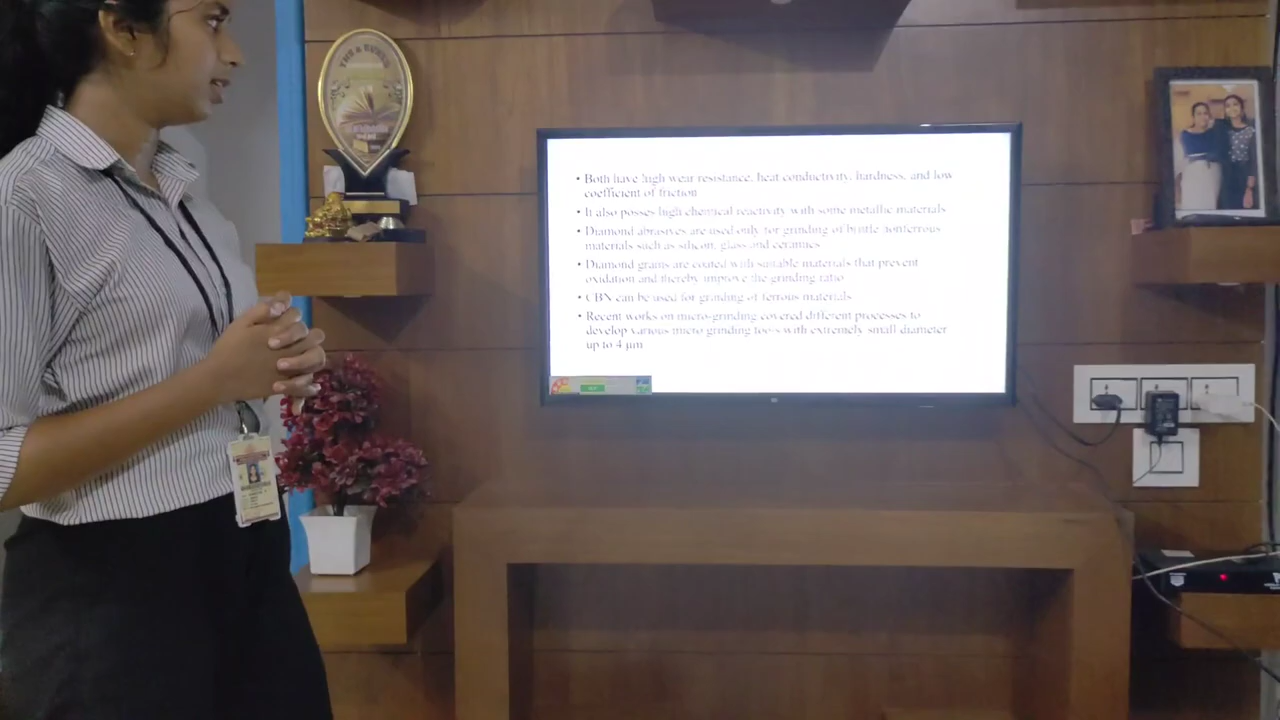 • Both have high wear resistance, heat conductivity, hardness, and low
coefficient of friction
• It also posses high chemical reactivity with some metallic materials
• Diamond abrasives are used only for grinding of brittle nonferrous
materials such as silicon, glass and ceramics
• Diamond grains are coated with suitable materials that prevent
oxidation and thereby improve the grinding ratio
• CBN can be used for grinding of ferrous materials
• Recent works on micro-grinding covered different processes to
develop various micro grinding tools with extremely small diameter
up to 4 μm